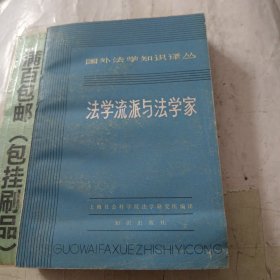 满百包邮（包挂刷品）
国外法学知识译丛
法学流派与法学家
上海社会科学院法学研究所编译
知识出版社
GUOWAIFAXUEZHISHIYICONG